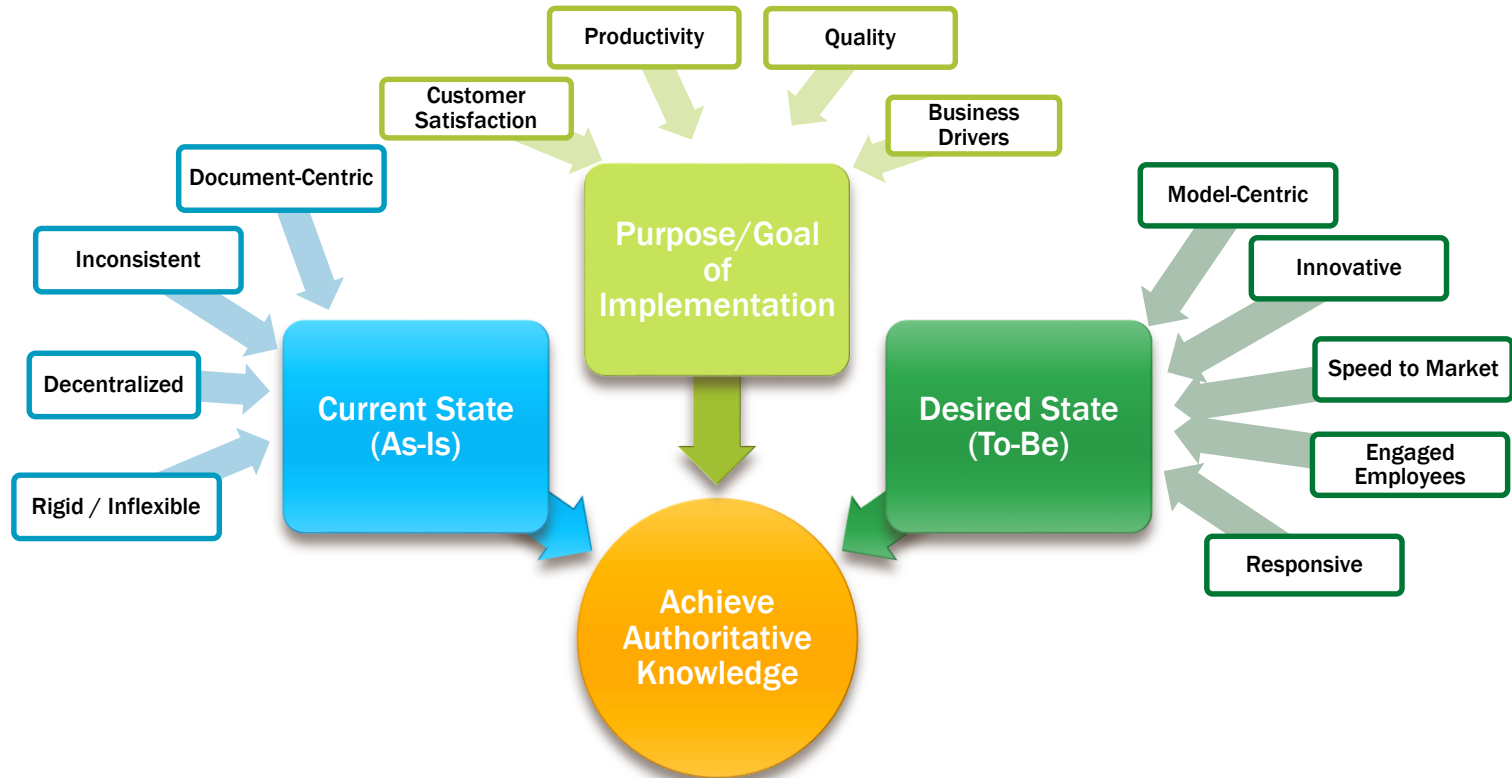 Productivity
Quality
Customer
Satisfaction
Business
Drivers
Document-Centric
Inconsistent
Decentralized
Rigid / Inflexible
Current State
(As-Is)
Purpose/Goal
of
Implementation
Model-Centric
Innovative
Speed to Market
Engaged
Employees
Responsive
Desired State
(To-Be)
Achieve
Authoritative
Knowledge